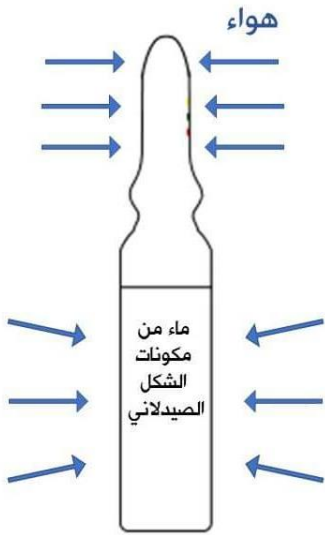 هواء
ماء من
مكونات
الشكل
الصيدلاني